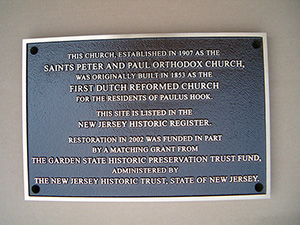 THIS CHURCH, ESTABLISHED IN 1907 AS THE
SAINTS PETER AND PAUL ORTHODOX CHURCH,
WAS ORIGINALLY BUILT IN 1853 AS THE
FIRST DUTCH REFORMED CHURCH
FOR THE RESIDENTS OF PAULUS HOOK.
THIS SITE IS LISTED IN THE
NEW JERSEY HISTORIC REGISTER.
RESTORATION IN 2002 WAS FUNDED IN PART
BY A MATCHING GRANT FROM
THE GARDEN STATE HISTORIC PRESERVATION TRUST FUND,
ADMINISTERED BY
THE NEW JERSEY HISTORIC TRUST, STATE OF NEW JERSEY.